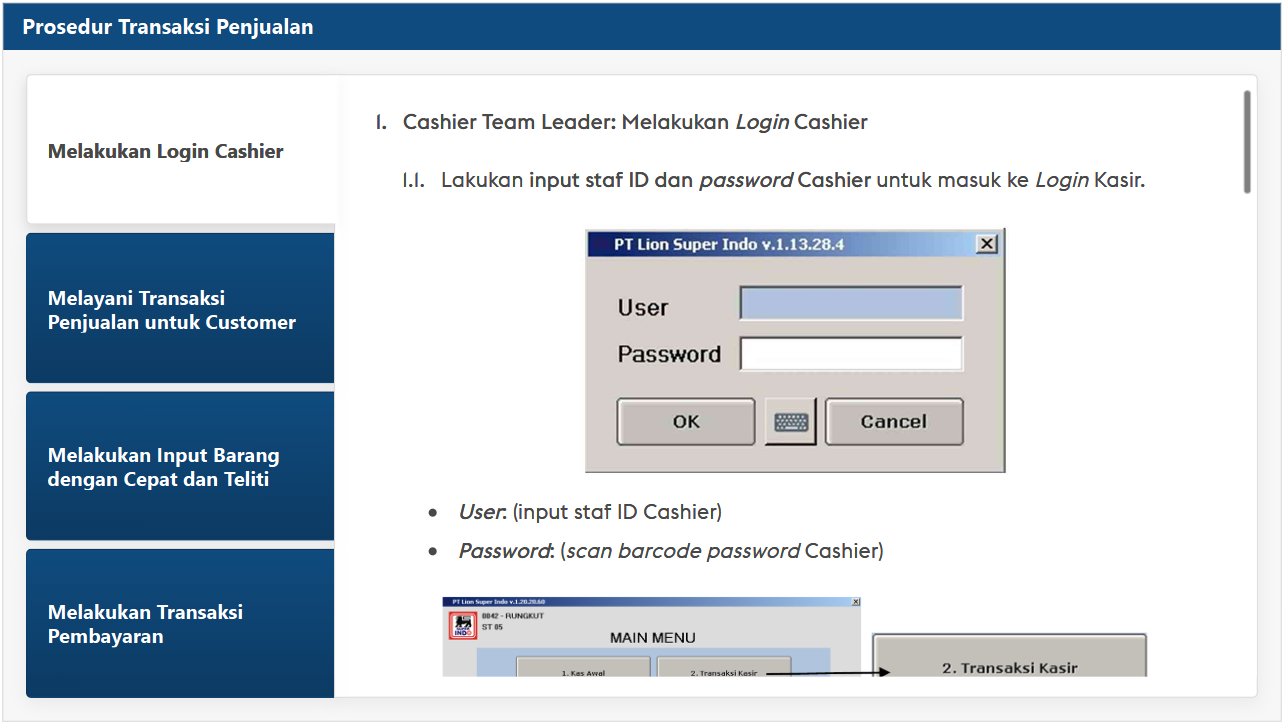 Prosedur Transaksi Penjualan
Melakukan Login Cashier
Melayani Transaksi
Penjualan untuk Customer
Melakukan Input Barang
dengan Cepat dan Teliti
Melakukan Transaksi
Pembayaran
1. Cashier Team Leader: Melakukan Login Cashier
1.1. Lakukan input staf ID dan password Cashier untuk masuk ke Login Kasir.
PT Lion Super Indo v.1.13.28.4
User
Password
OK
Cancel
• User: (input staf ID Cashier)
• Password: (scan barcode password Cashier)
PT Lion Super Indo v.1.20.20.60
SUPER INDO
0842 - RUNGKUT
ST 05
MAIN MENU
1. Kas Awal
2. Transaksi Kasir
2. Transaksi Kasir